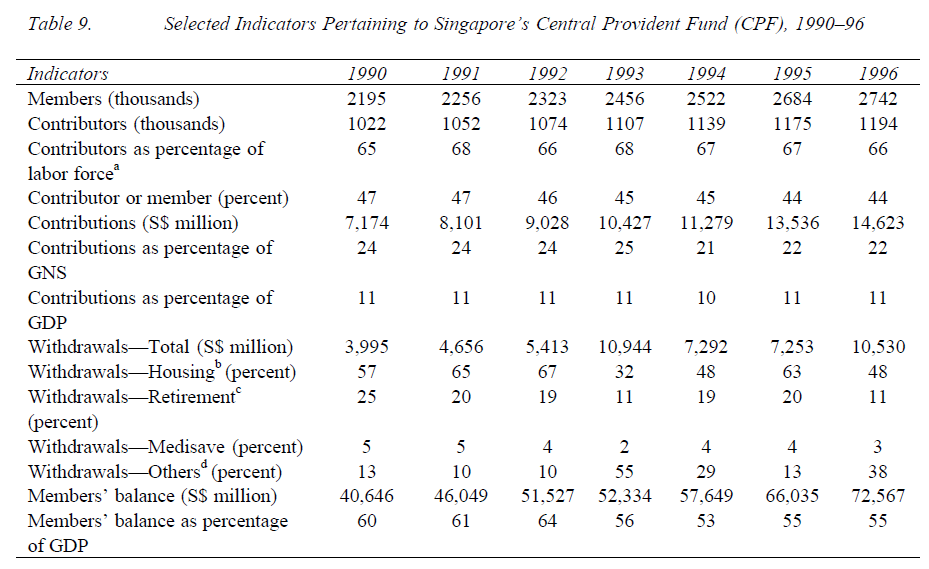 Table 9. Selected Indicators Pertaining to Singapore's Central Provident Fund (CPF), 1990–96
Indicators 1990 1991 1992 1993 1994 1995 1996
Members (thousands) 2195 2256 2323 2456 2522 2684 2742
Contributors (thousands) 1022 1052 1074 1107 1139 1175 1194
Contributors as percentage of 65 68 66 68 67 67 66
labor forceᵃ
Contributor or member (percent) 47 47 46 45 45 44 44
Contributions (S$ million) 7,174 8,101 9,028 10,427 11,279 13,536 14,623
Contributions as percentage of 24 24 24 25 21 22 22
GNS
Contributions as percentage of 11 11 11 11 10 11 11
GDP
Withdrawals—Total (S$ million) 3,995 4,656 5,413 10,944 7,292 7,253 10,530
Withdrawals—Housingᵇ (percent) 57 65 67 32 48 63 48
Withdrawals—Retirementᶜ 25 20 19 11 19 20 11
(percent)
Withdrawals—Medisave (percent) 5 5 4 2 4 4 3
Withdrawals—Othersᵈ (percent) 13 10 10 55 29 13 38
Members' balance (S$ million) 40,646 46,049 51,527 52,334 57,649 66,035 72,567
Members' balance as percentage 60 61 64 56 53 55 55
of GDP